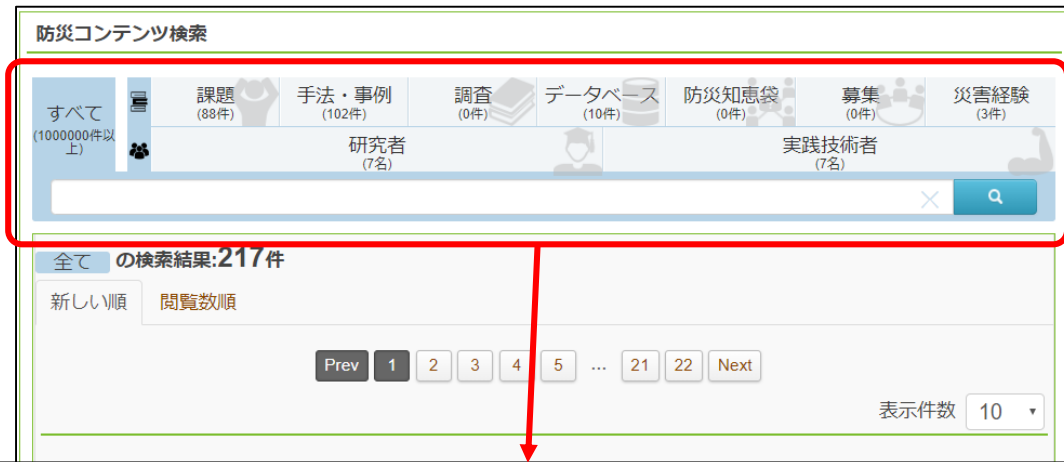 防災コンテンツ検索
すべて
(1000000件以
上)
課題
(88件)
手法・事例
(102件)
調査
(0件)
データベース
(10件)
防災知恵袋
(0件)
募集
(0件)
災害経験
(3件)
研究者
(7名)
実践技術者
(7名)
全て の検索結果:217件
新しい順 閲覧数順
Prev 1 2 3 4 5 ... 21 22 Next
表示件数 10